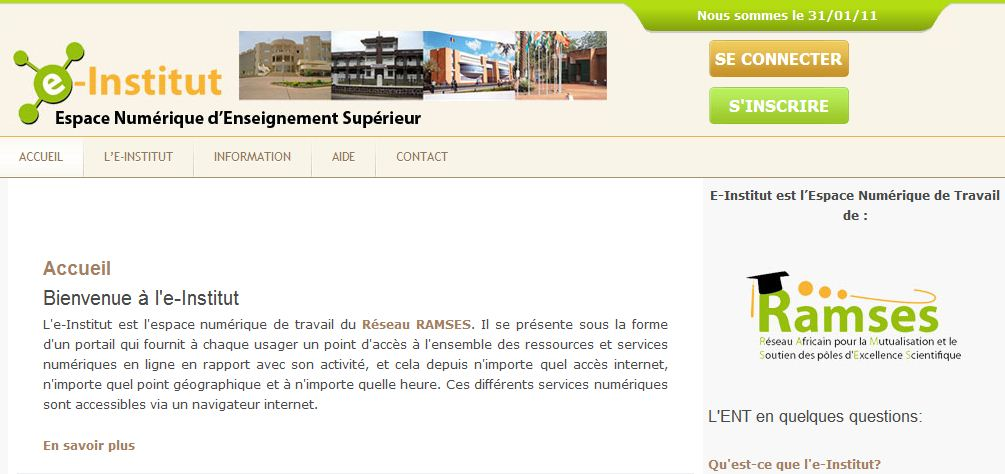 Nous sommes le 31/01/11
e-Institut
Espace Numérique d'Enseignement Supérieur
SE CONNECTER
S'INSCRIRE
ACCUEIL L'E-INSTITUT INFORMATION AIDE CONTACT
Accueil
Bienvenue à l'e-Institut
L'e-Institut est l'espace numérique de travail du Réseau RAMSES. Il se présente sous la forme
d'un portail qui fournit à chaque usager un point d'accès à l'ensemble des ressources et services
numériques en ligne en rapport avec son activité, et cela depuis n'importe quel accès internet,
n'importe quel point géographique et à n'importe quelle heure. Ces différents services numériques
sont accessibles via un navigateur internet.
En savoir plus
E-Institut est l'Espace Numérique de Travail
de :
Ramses
Réseau Africain pour la Mutualisation et le
Soutien des pôles d'Excellence Scientifique
L'ENT en quelques questions:
Qu'est-ce que l'e-Institut?